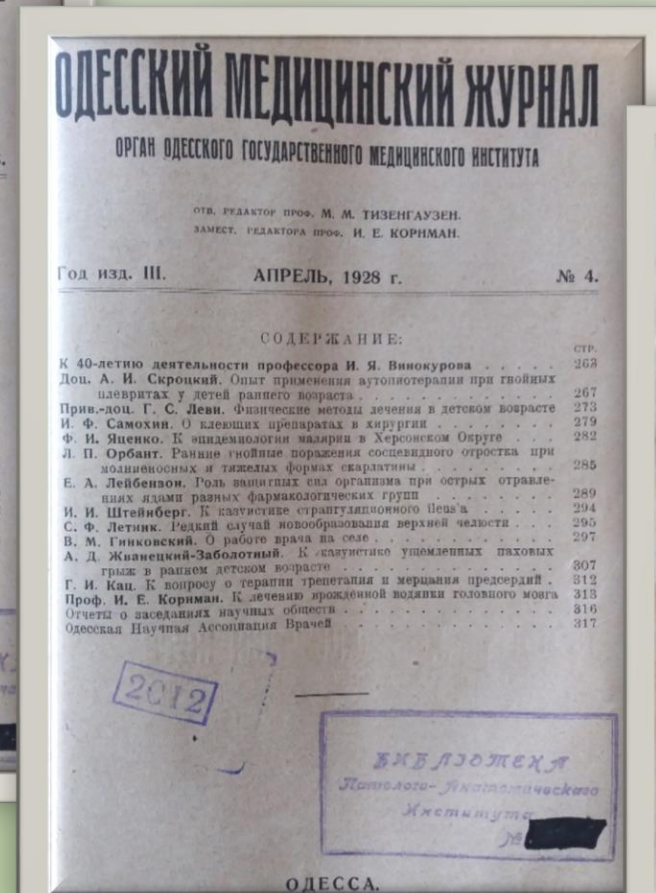 ОДЕССКИЙ МЕДИЦИНСКИЙ ЖУРНАЛ
ОРГАН ОДЕССКОГО ГОСУДАРСТВЕННОГО МЕДИЦИНСКОГО ИНСТИТУТА
ОТВ. РЕДАКТОР ПРОФ. М. М. ТИЗЕНГАУЗЕН.
ЗАМЕСТ. РЕДАКТОРА ПРОФ. И. Е. КОРНМАН.
Год изд. III. АПРЕЛЬ, 1928 г. № 4.
СОДЕРЖАНИЕ:
СТР.
К 40-летию деятельности профессора И. Я. Винокурова . . . . . 263
Доц. А. И. Скроцкий. Опыт применения аутопиотерапии при гнойных
плевритах у детей раннего возраста . . . . . 267
Прив.-доц. Г. С. Леви. Физические методы лечения в детском возрасте 273
И. Ф. Самохин. О клеющих препаратах в хирургии . . . . . 279
Ф. И. Яценко. К эпидемиологии малярии в Херсонском Округе . . . . 282
Л. П. Орбант. Ранние гнойные поражения сосцевидного отростка при
молниеносных и тяжелых формах скарлатины . . . . . 285
Е. А. Лейбензон. Роль защитных сил организма при острых отравле-
ниях ядами разных фармакологических групп . . . . . 289
И. И. Штейнберг. К казуистике странгуляционного ileus'a . . . . . 294
С. Ф. Летник. Редкий случай новообразования верхней челюсти . . . . 295
В. М. Гинковский. О работе врача на селе . . . . . 297
А. Д. Жванецкий-Заболотный. К казуистике ущемленных паховых
грыж в раннем детском возрасте . . . . . 307
Г. И. Кац. К вопросу о терапии трепетания и мерцания предсердий . 312
Проф. И. Е. Корнман. К лечению врожденной водянки головного мозга 313
Отчеты о заседаниях научных обществ . . . . . 316
Одесская Научная Ассоциация Врачей . . . . . 317
2012
БИБЛІОТЕКА
Патолого-Анатомическаго
Института
№
ОДЕССА.